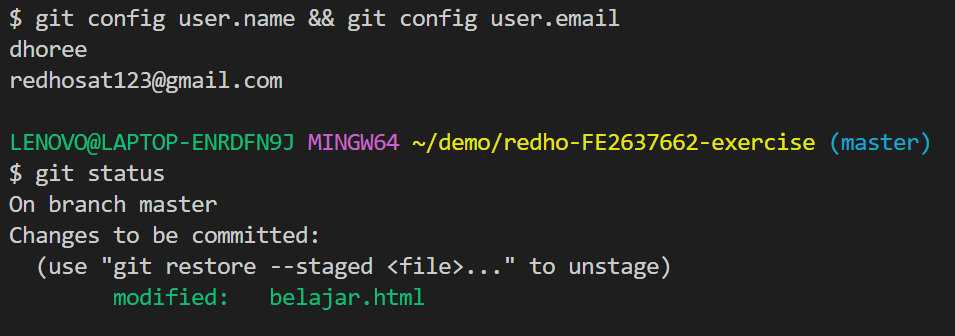 $ git config user.name && git config user.email
dhoree
redhosat123@gmail.com
LENOVO@LAPTOP-ENRDFN9J MINGW64 ~/demo/redho-FE2637662-exercise (master)
$ git status
On branch master
Changes to be committed:
  (use "git restore --staged <file>..." to unstage)
        modified:   belajar.html